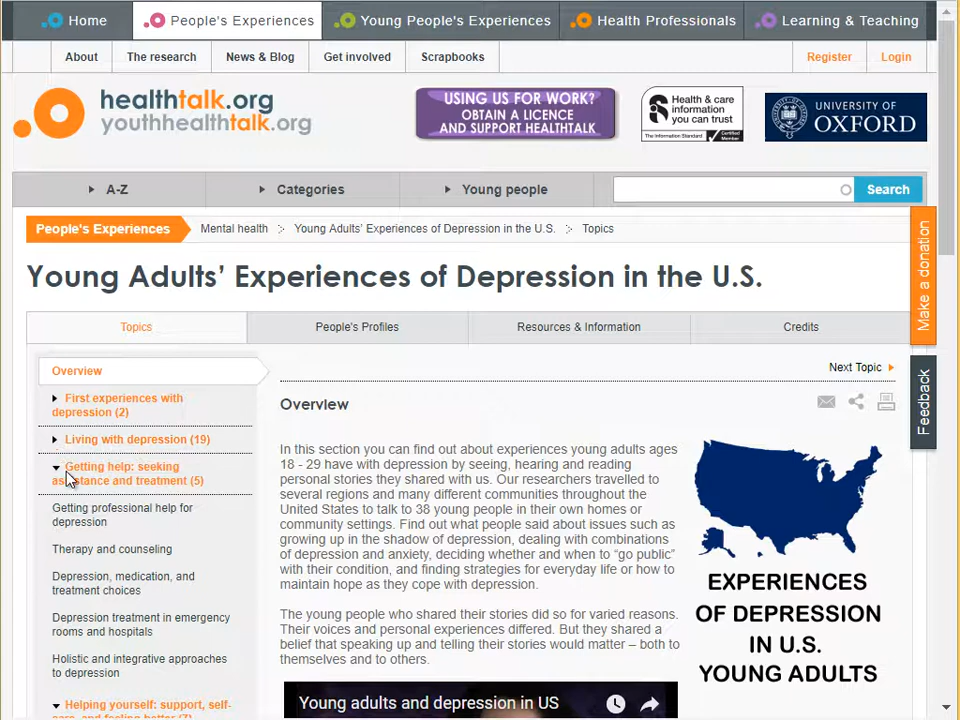 Home People's Experiences Young People's Experiences Health Professionals Learning & Teaching
About The research News & Blog Get involved Scrapbooks Register Login
healthtalk.org
youthhealthtalk.org
USING US FOR WORK?
OBTAIN A LICENCE
AND SUPPORT HEALTHTALK
Health & care
information
you can trust
The Information Standard
Certified
Member
UNIVERSITY OF
OXFORD
A-Z Categories Young people Search
People's Experiences Mental health Young Adults' Experiences of Depression in the U.S. Topics
Make a donation
Young Adults’ Experiences of Depression in the U.S.
Topics People's Profiles Resources & Information Credits
Feedback
Overview
First experiences with
depression (2)
Living with depression (19)
Getting help: seeking
assistance and treatment (5)
Getting professional help for
depression
Therapy and counseling
Depression, medication, and
treatment choices
Depression treatment in emergency
rooms and hospitals
Holistic and integrative approaches
to depression
Helping yourself: support, self-
care, and feeling better (7)
Next Topic
Overview
In this section you can find out about experiences young adults ages
18 - 29 have with depression by seeing, hearing and reading
personal stories they shared with us. Our researchers travelled to
several regions and many different communities throughout the
United States to talk to 38 young people in their own homes or
community settings. Find out what people said about issues such as
growing up in the shadow of depression, dealing with combinations
of depression and anxiety, deciding whether and when to “go public”
with their condition, and finding strategies for everyday life or how to
maintain hope as they cope with depression.
The young people who shared their stories did so for varied reasons.
Their voices and personal experiences differed. But they shared a
belief that speaking up and telling their stories would matter – both to
themselves and to others.
Young adults and depression in US
EXPERIENCES
OF DEPRESSION
IN U.S.
YOUNG ADULTS